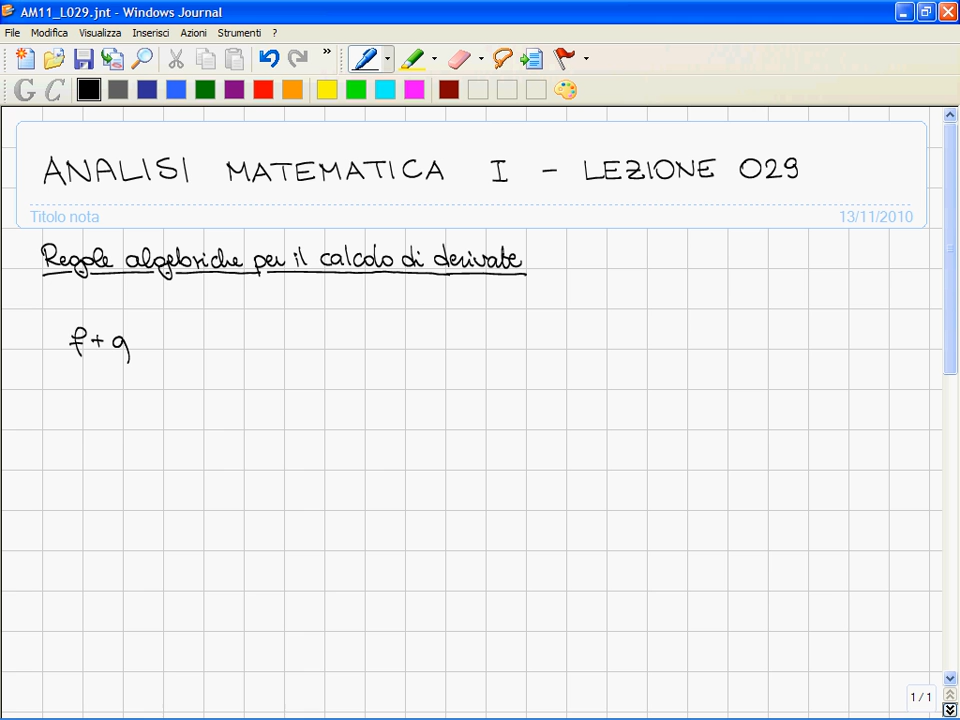 AM11_L029.jnt - Windows Journal
File Modifica Visualizza Inserisci Azioni Strumenti ?
»
G C
ANALISI MATEMATICA I - LEZIONE 029
Titolo nota 13/11/2010
Regole algebriche per il calcolo di derivate
f + g
1 / 1